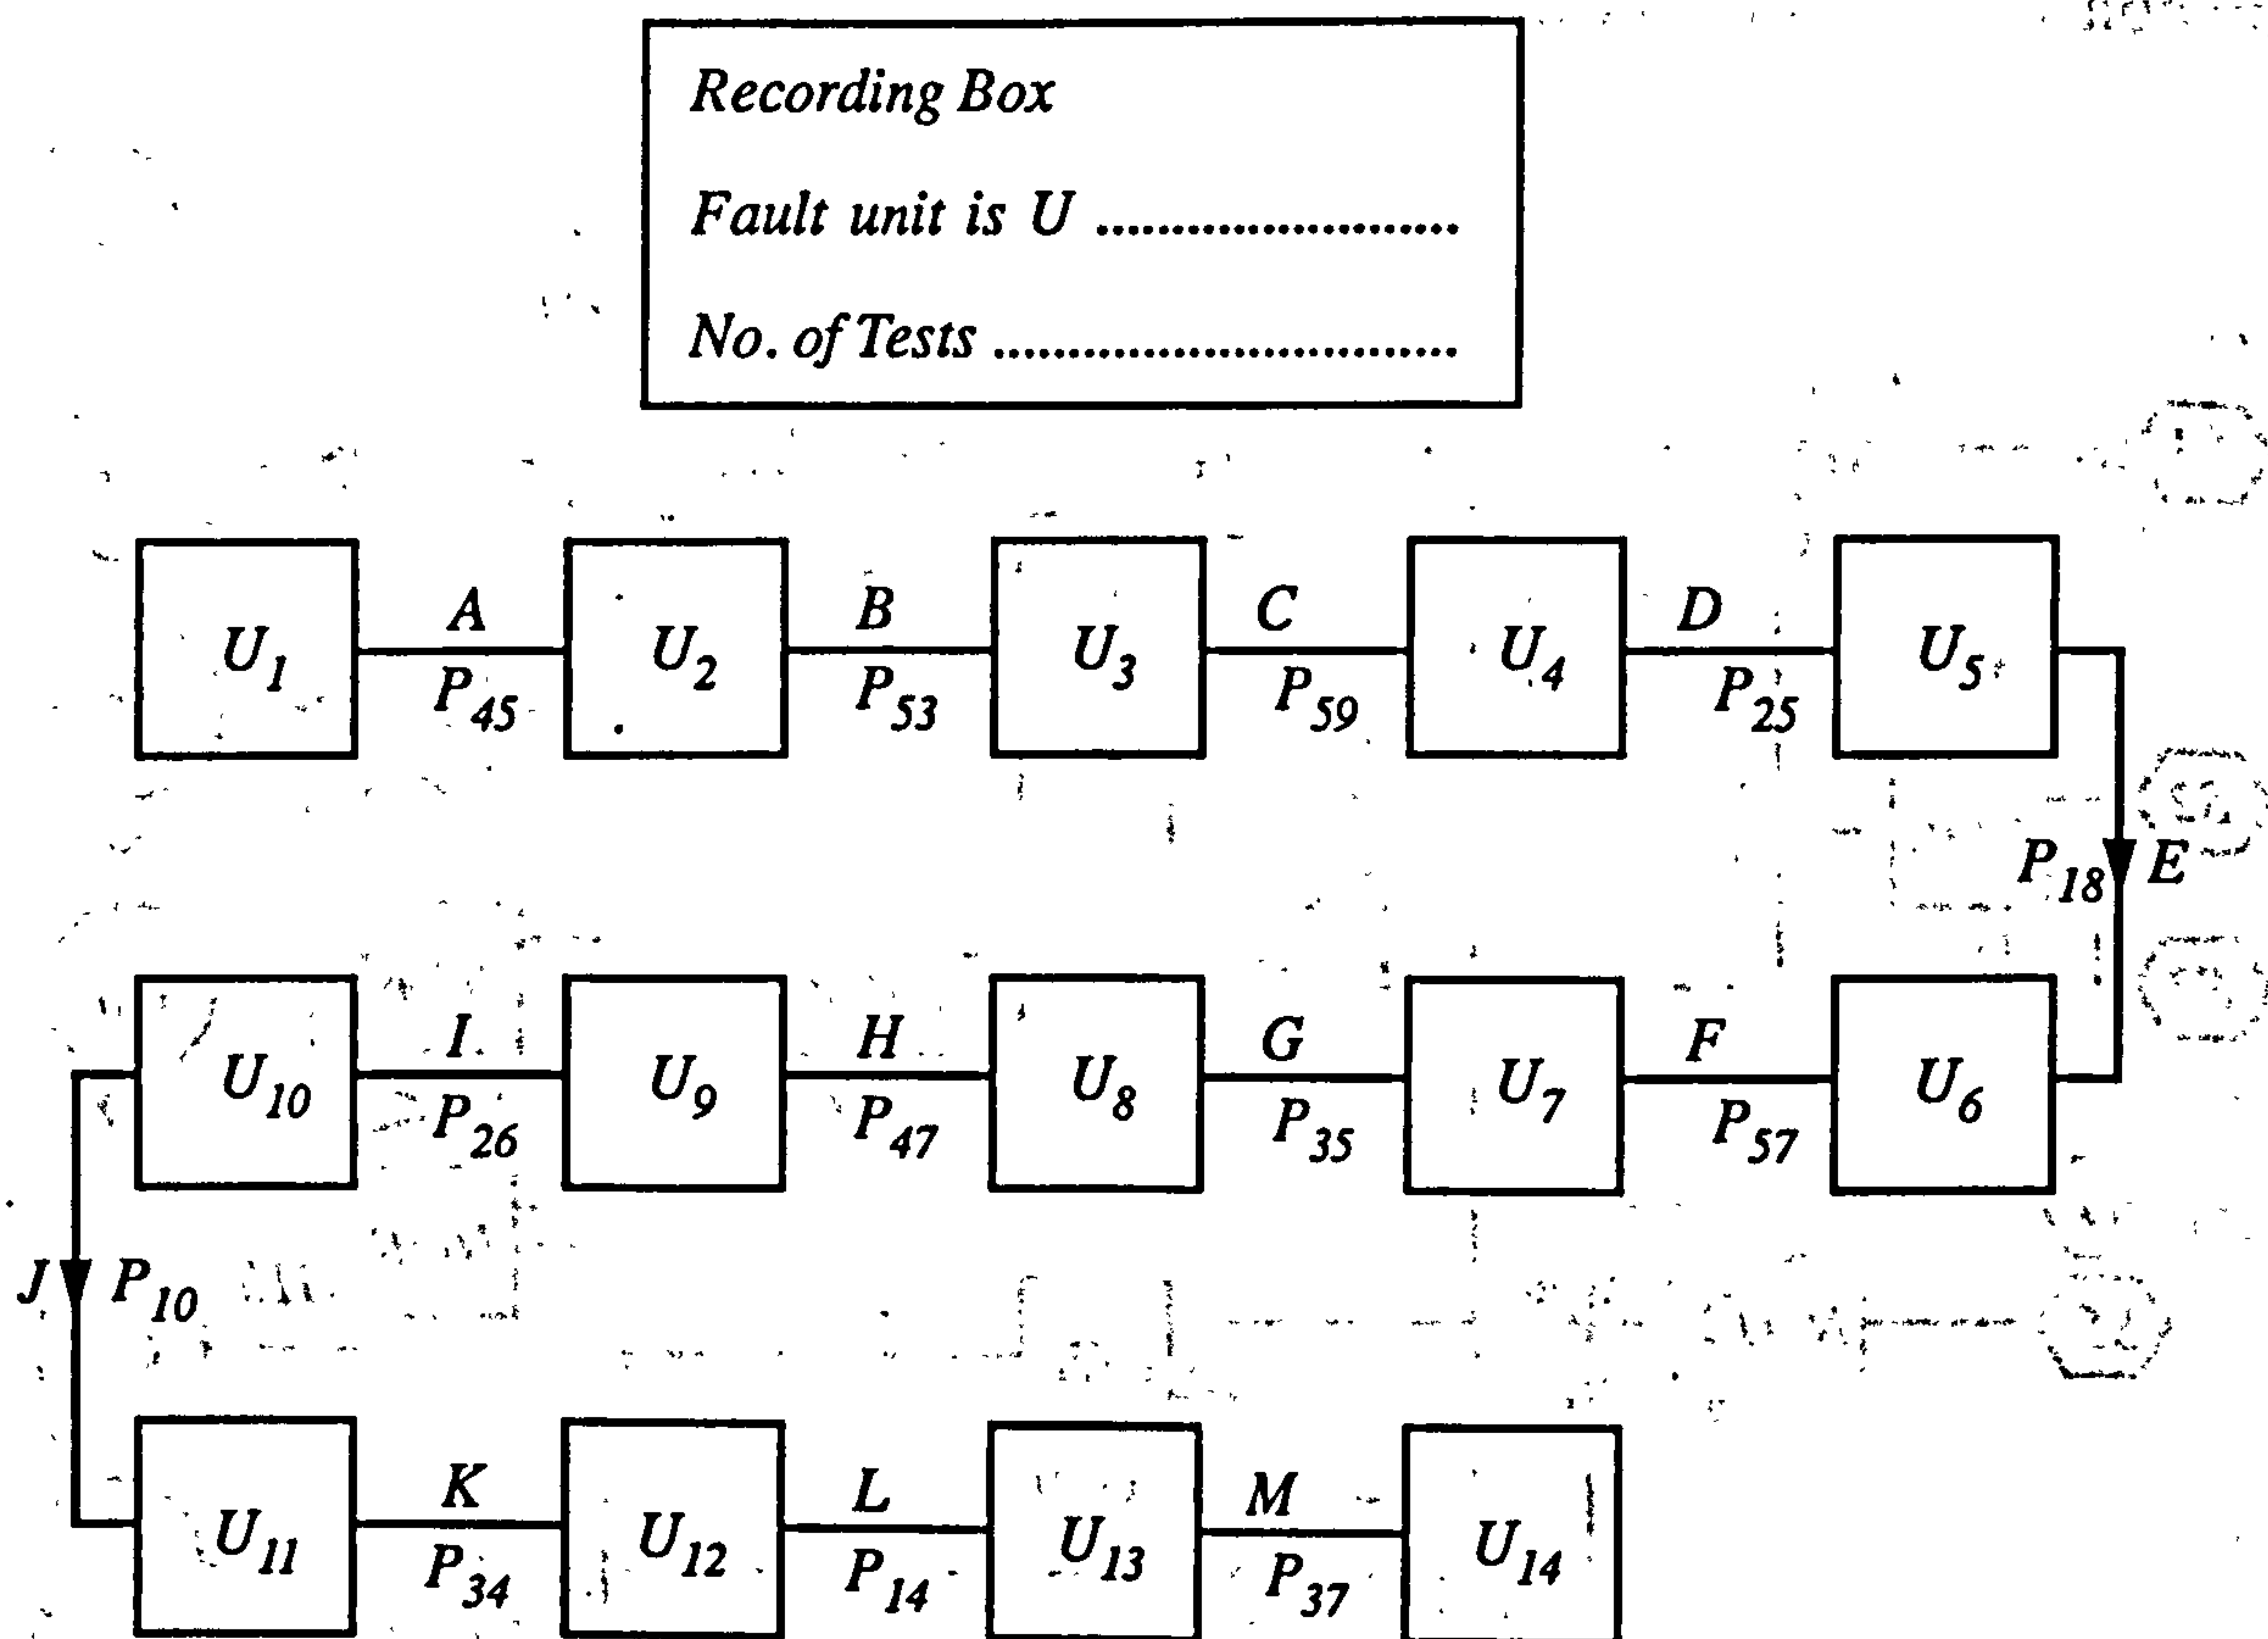 Recording Box
Fault unit is U ........................
No. of Tests ...............................
A B C D
U1 U2 U3 U4 U5
P45 P53 P59 P25
P18 E
I H G F
U10 U9 U8 U7 U6
P26 P47 P35 P57
J P10
K L M
U11 U12 U13 U14
P34 P14 P37